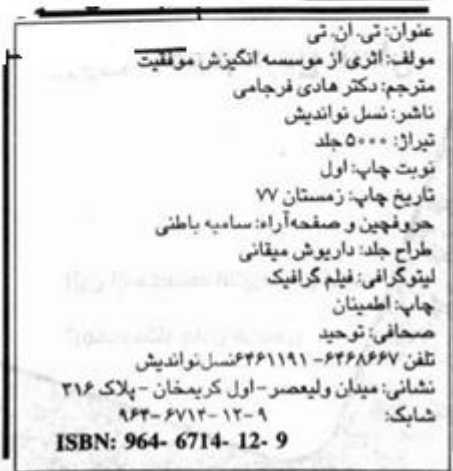 عنوان: تی. ان. تی
مولف: اثری از موسسه انگیزش موفقیت
مترجم: دکتر هادی فرجامی
ناشر: نسل نواندیش
تیراژ: ۵۰۰۰ جلد
نوبت چاپ: اول
تاریخ چاپ: زمستان ۷۷
حروفچین و صفحه‌آراء: سامیه باطنی
طراح جلد: داریوش میقانی
لیتوگرافی: فیلم گرافیک
چاپ: اطمینان
صحافی: توحید
تلفن ۶۴۶۸۶۶۷- ۶۴۶۱۱۹۱ نسل‌نواندیش
نشانی: میدان ولیعصر - اول کریمخان - پلاک ۳۱۶
شابک: ۹-۱۲-۶۷۱۴-۹۶۴
ISBN: 964- 6714- 12- 9